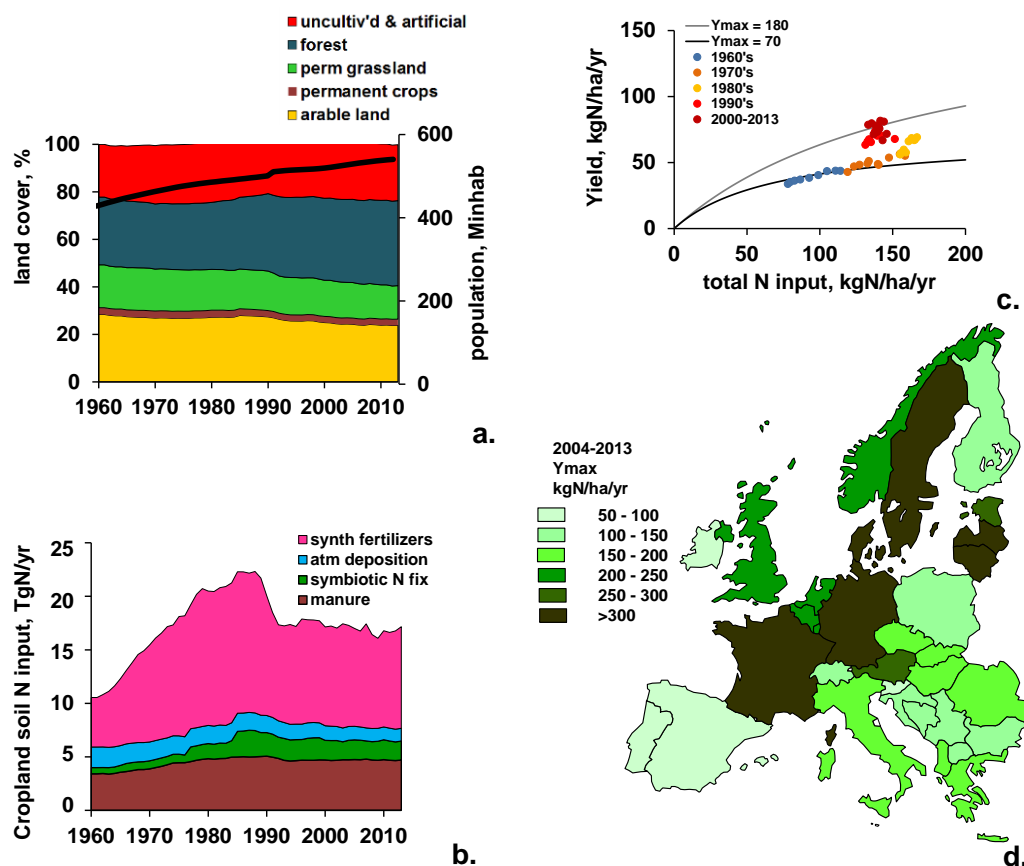 uncultiv'd & artificial
forest
perm grassland
permanent crops
arable land
land cover, %
100
80
60
40
20
0
600
400
200
0
population, Minhab
1960
1970
1980
1990
2000
2010
a.
Yield, kgN/ha/yr
150
100
50
0
Ymax = 180
Ymax = 70
1960's
1970's
1980's
1990's
2000-2013
0
50
100
150
200
total N input, kgN/ha/yr
c.
Cropland soil N input, TgN/yr
25
20
15
10
5
0
synth fertilizers
atm deposition
symbiotic N fix
manure
1960
1970
1980
1990
2000
2010
b.
2004-2013
Ymax
kgN/ha/yr
50 - 100
100 - 150
150 - 200
200 - 250
250 - 300
>300
d.